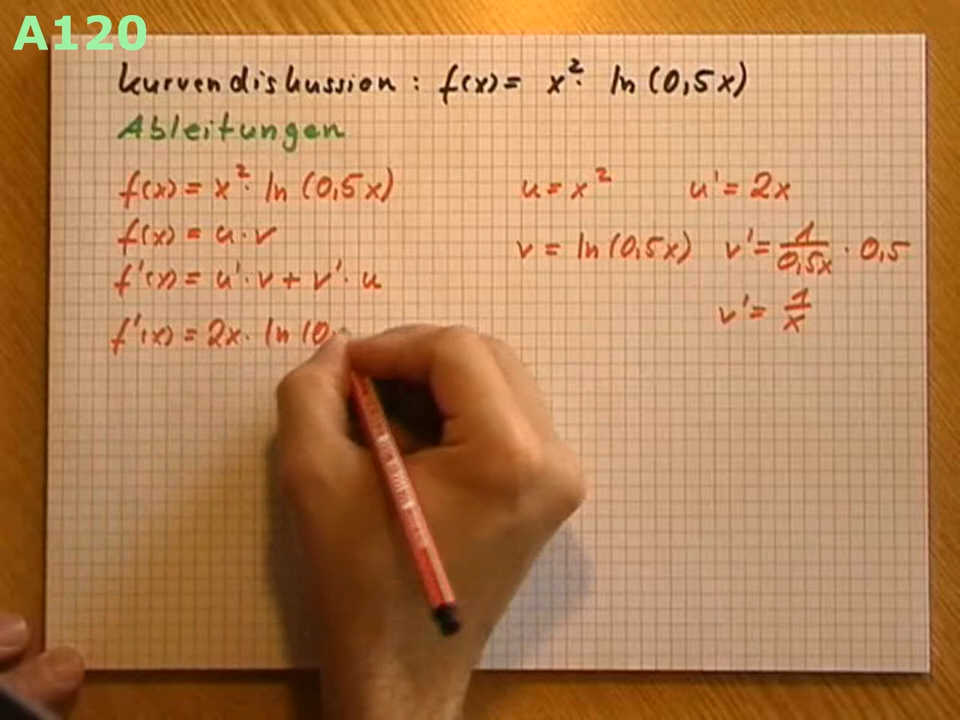 A120
Kurvendiskussion: f(x) = x²· ln(0,5x)
Ableitungen
f(x) = x²· ln(0,5x) u = x² u' = 2x
f(x) = u·v v = ln(0,5x) v' = 1/0,5x · 0,5
f'(x) = u'·v + v'·u v' = 1/x
f'(x) = 2x· ln(0,